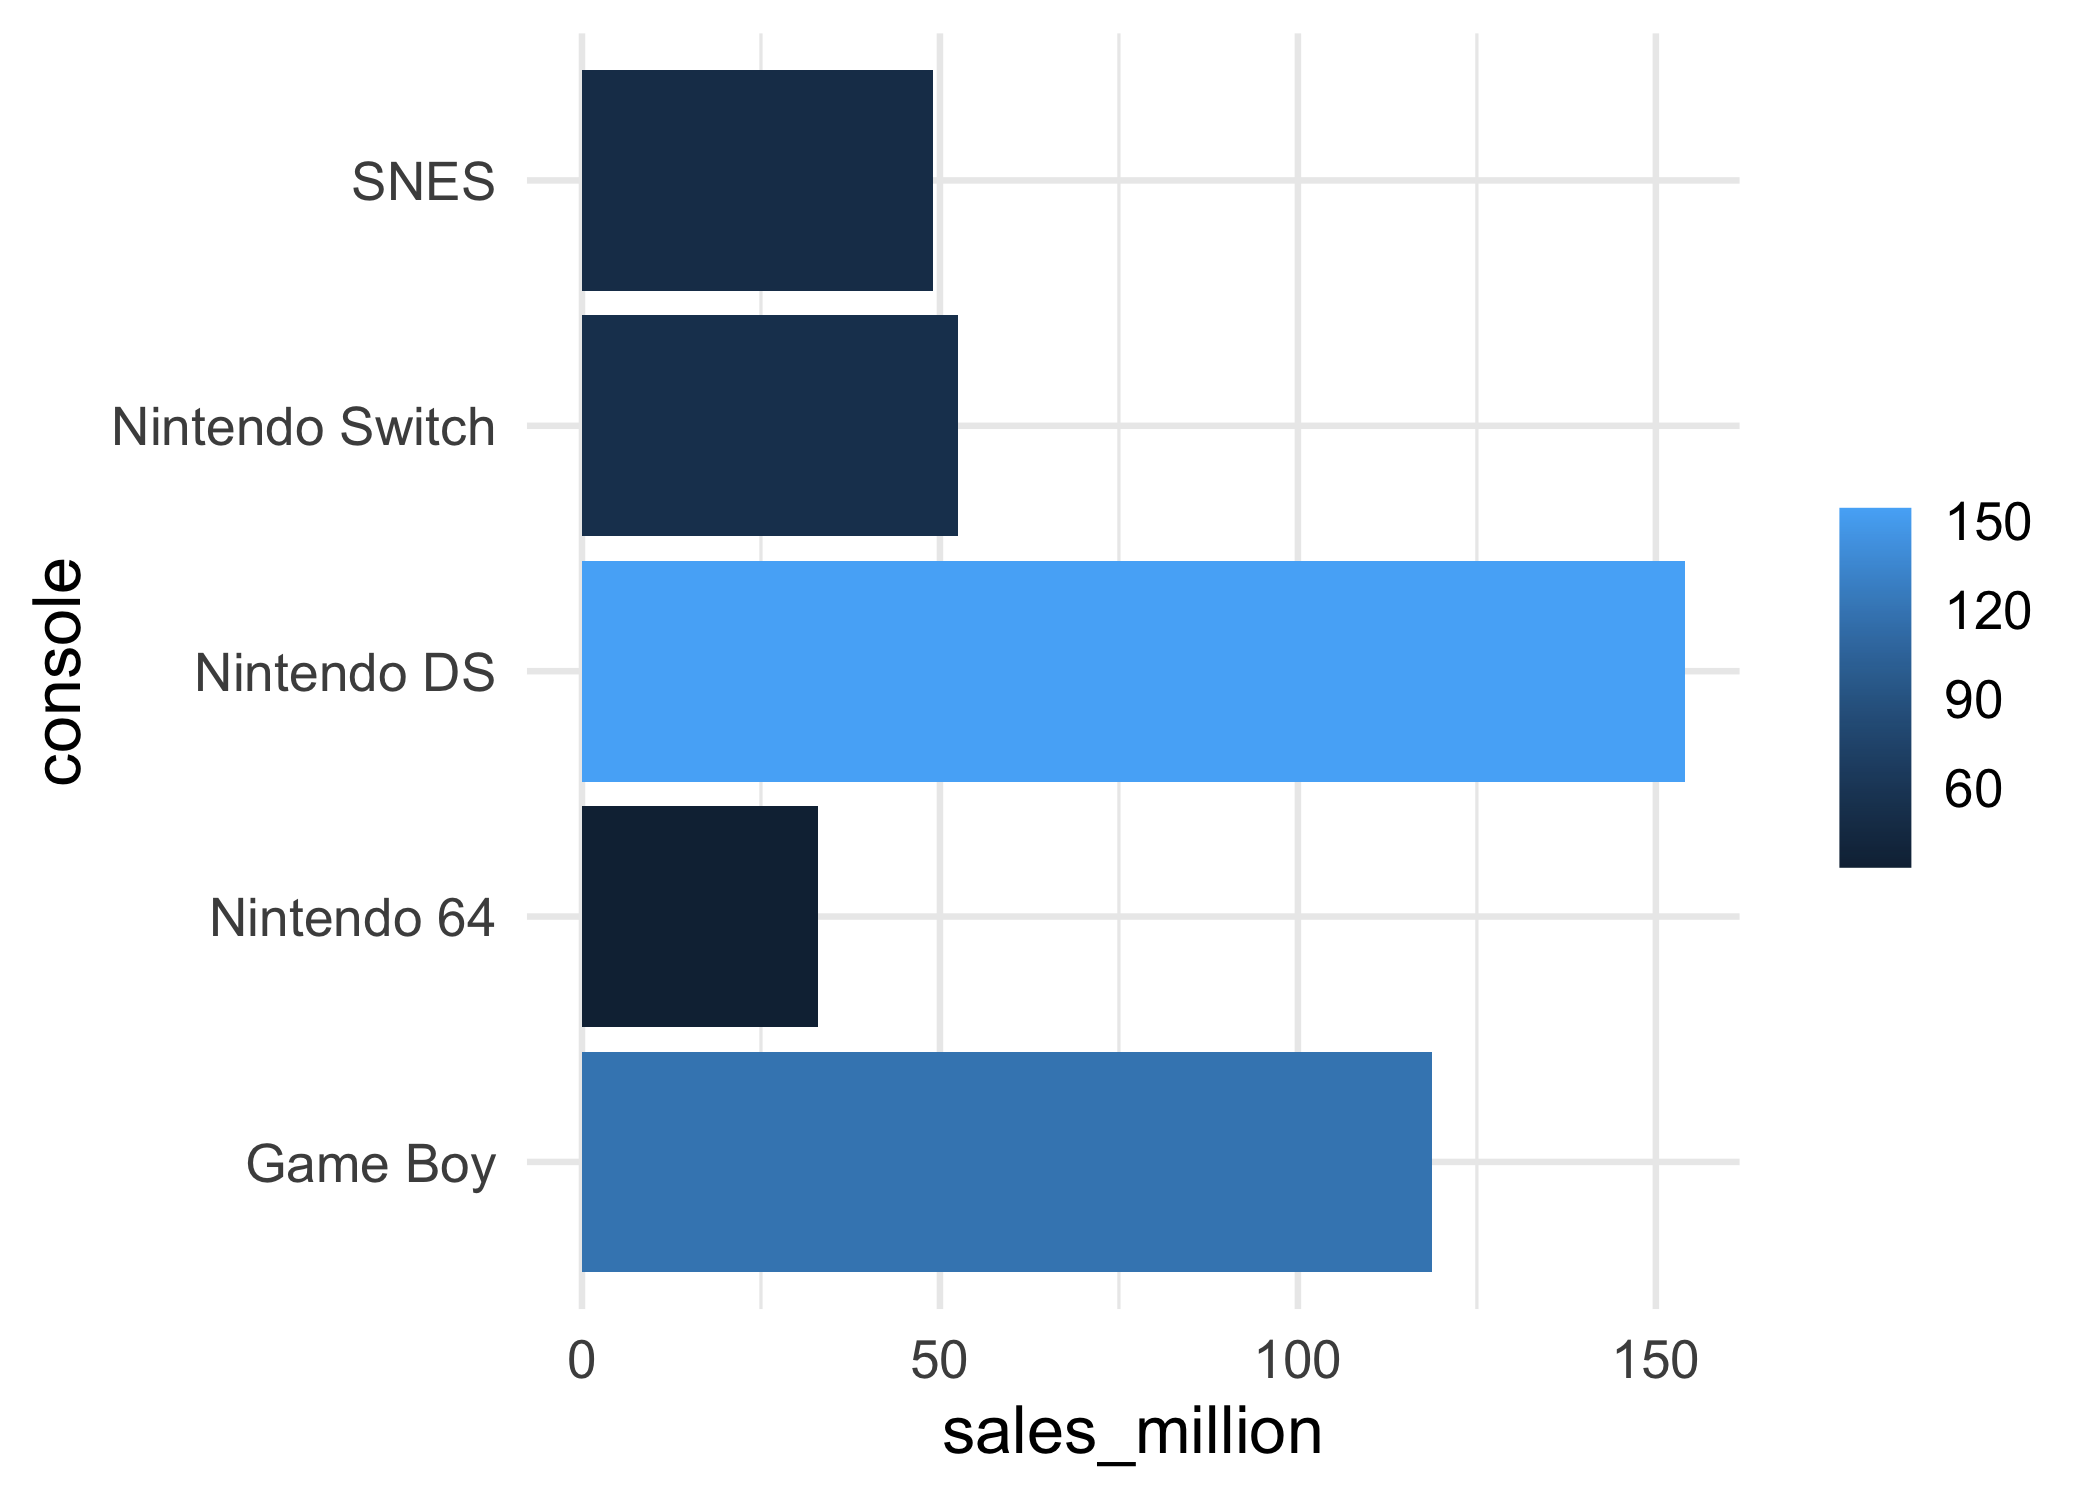 SNES
Nintendo Switch
Nintendo DS
Nintendo 64
Game Boy
console
0 50 100 150
sales_million
150
120
90
60